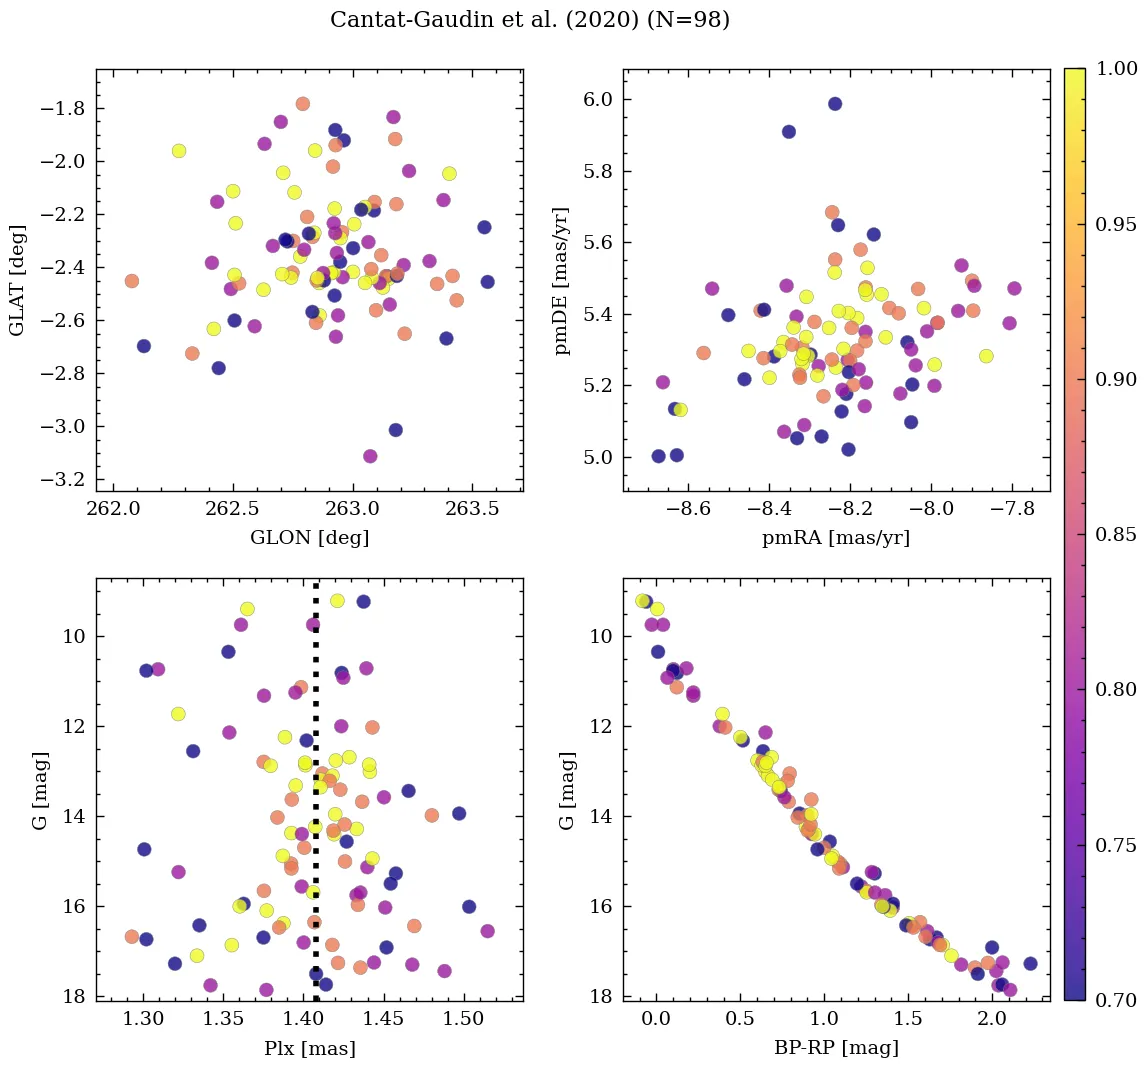 Cantat-Gaudin et al. (2020) (N=98)
−1.8
−2.0
−2.2
−2.4
−2.6
−2.8
−3.0
−3.2
GLAT [deg]
262.0 262.5 263.0 263.5
GLON [deg]
6.0
5.8
5.6
5.4
5.2
5.0
pmDE [mas/yr]
−8.6 −8.4 −8.2 −8.0 −7.8
pmRA [mas/yr]
10
12
14
16
18
G [mag]
1.30 1.35 1.40 1.45 1.50
Plx [mas]
10
12
14
16
18
G [mag]
0.0 0.5 1.0 1.5 2.0
BP-RP [mag]
1.00
0.95
0.90
0.85
0.80
0.75
0.70